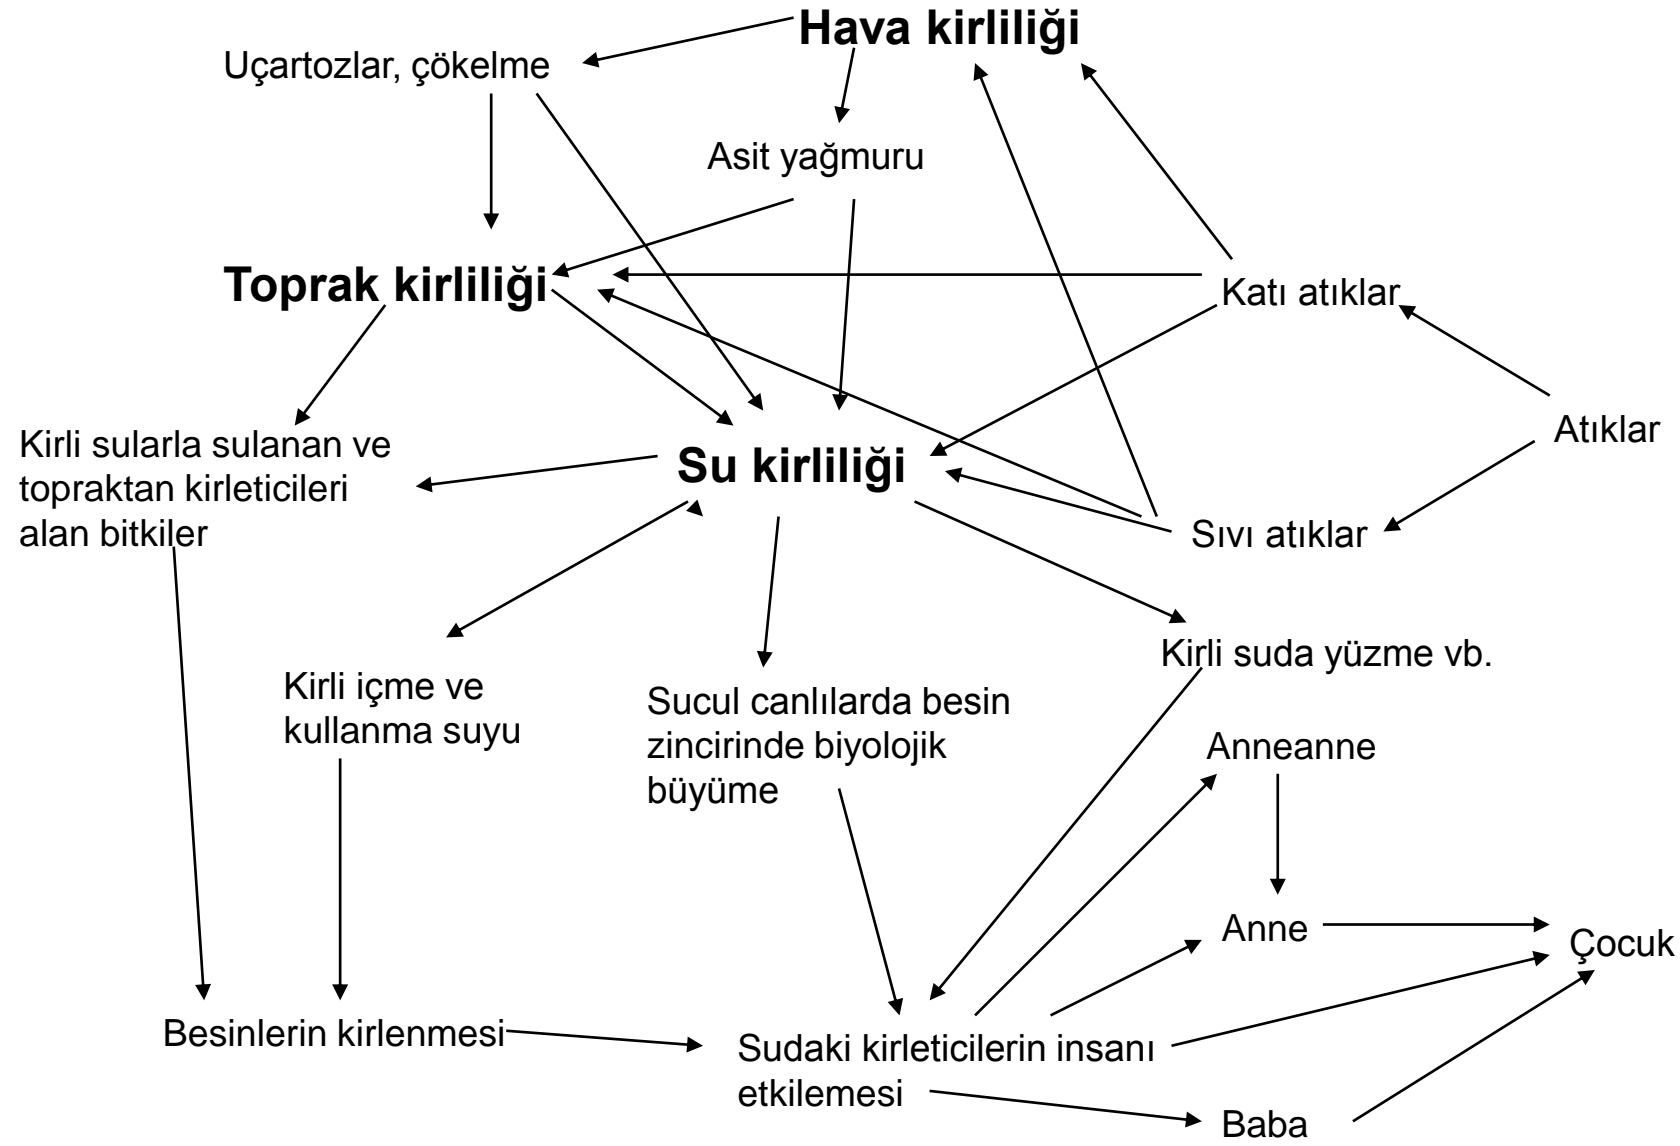 Hava kirliliği
Uçartozlar, çökelme
Asit yağmuru
Toprak kirliliği
Katı atıklar
Atıklar
Kirli sularla sulanan ve
topraktan kirleticileri
alan bitkiler
Su kirliliği
Sıvı atıklar
Kirli suda yüzme vb.
Kirli içme ve
kullanma suyu
Sucul canlılarda besin
zincirinde biyolojik
büyüme
Anneanne
Anne
Çocuk
Besinlerin kirlenmesi
Sudaki kirleticilerin insanı
etkilemesi
Baba